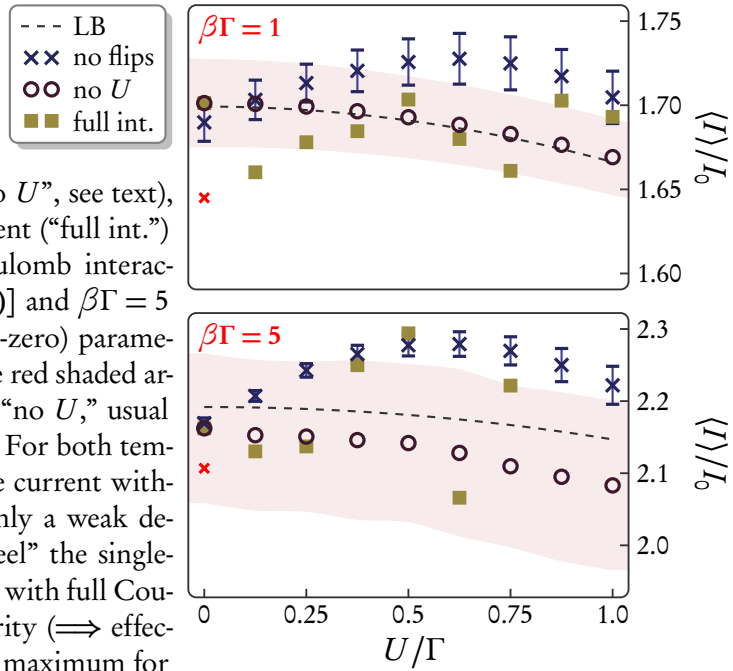 LB
no flips
no U
full int.
o U”, see text),
ent (“full int.”)
ulomb interac-
)] and βΓ = 5
-zero) parame-
e red shaded ar-
“no U,” usual
For both tem-
e current with-
nly a weak de-
eel” the single-
with full Cou-
rity (⟹ effec-
maximum for
βΓ = 1
1.75
1.70
1.65
1.60
⟨I⟩/I₀
βΓ = 5
2.3
2.2
2.1
2.0
⟨I⟩/I₀
0 0.25 0.5 0.75 1.0
U/Γ